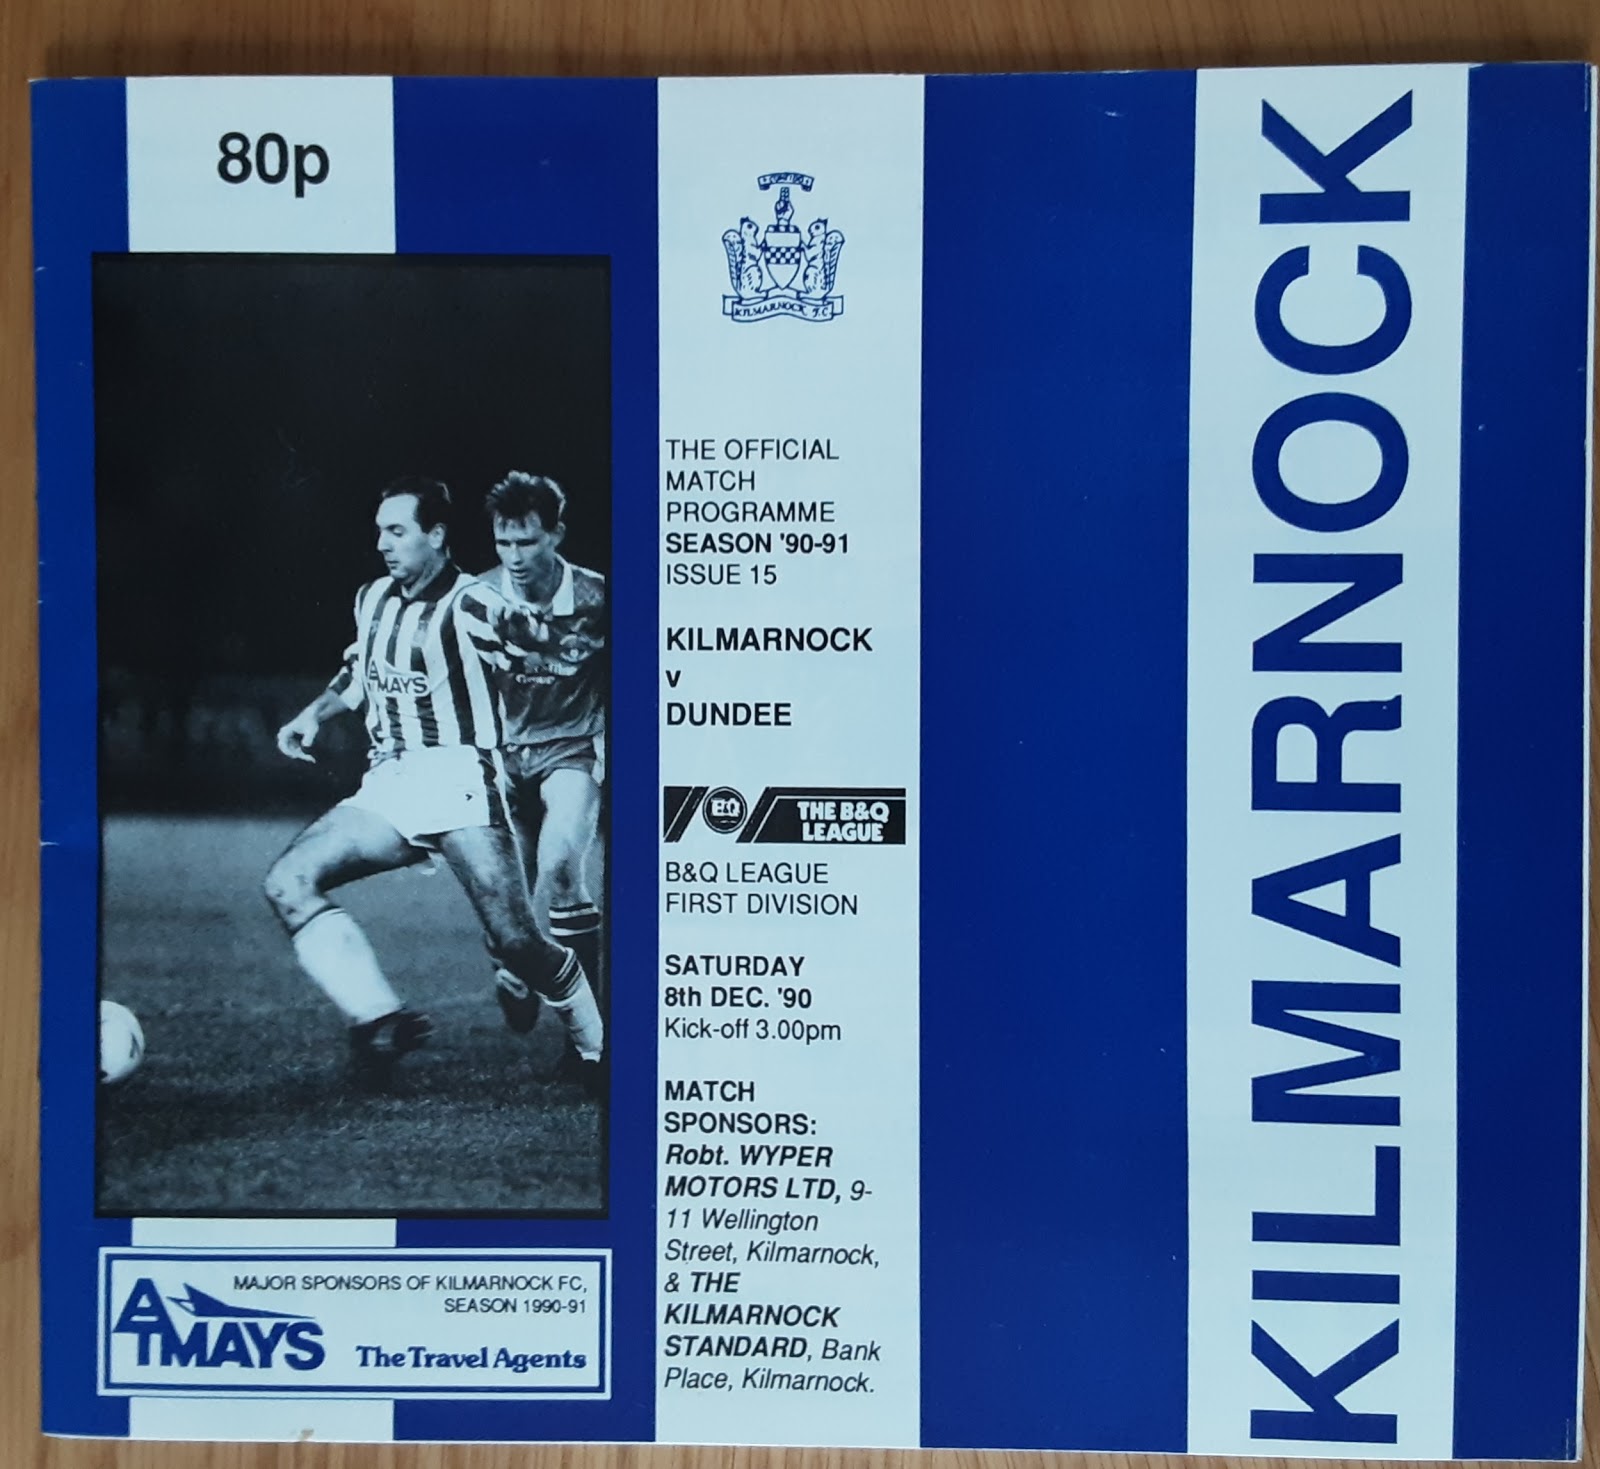 80p
KILMARNOCK F.C
THE OFFICIAL
MATCH
PROGRAMME
SEASON '90-91
ISSUE 15
KILMARNOCK
v
DUNDEE
B&Q
THE B&Q
LEAGUE
B&Q LEAGUE
FIRST DIVISION
SATURDAY
8th DEC. '90
Kick-off 3.00pm
MATCH
SPONSORS:
Robt. WYPER
MOTORS LTD, 9-
11 Wellington
Street, Kilmarnock,
& THE
KILMARNOCK
STANDARD, Bank
Place, Kilmarnock.
ATMAYS
MAJOR SPONSORS OF KILMARNOCK FC,
SEASON 1990-91
ATMAYS
The Travel Agents
KILMARNOCK